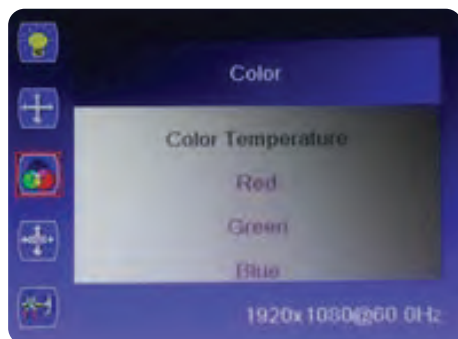 Color
Color Temperature
Red
Green
Blue
1920x1080@60 0Hz